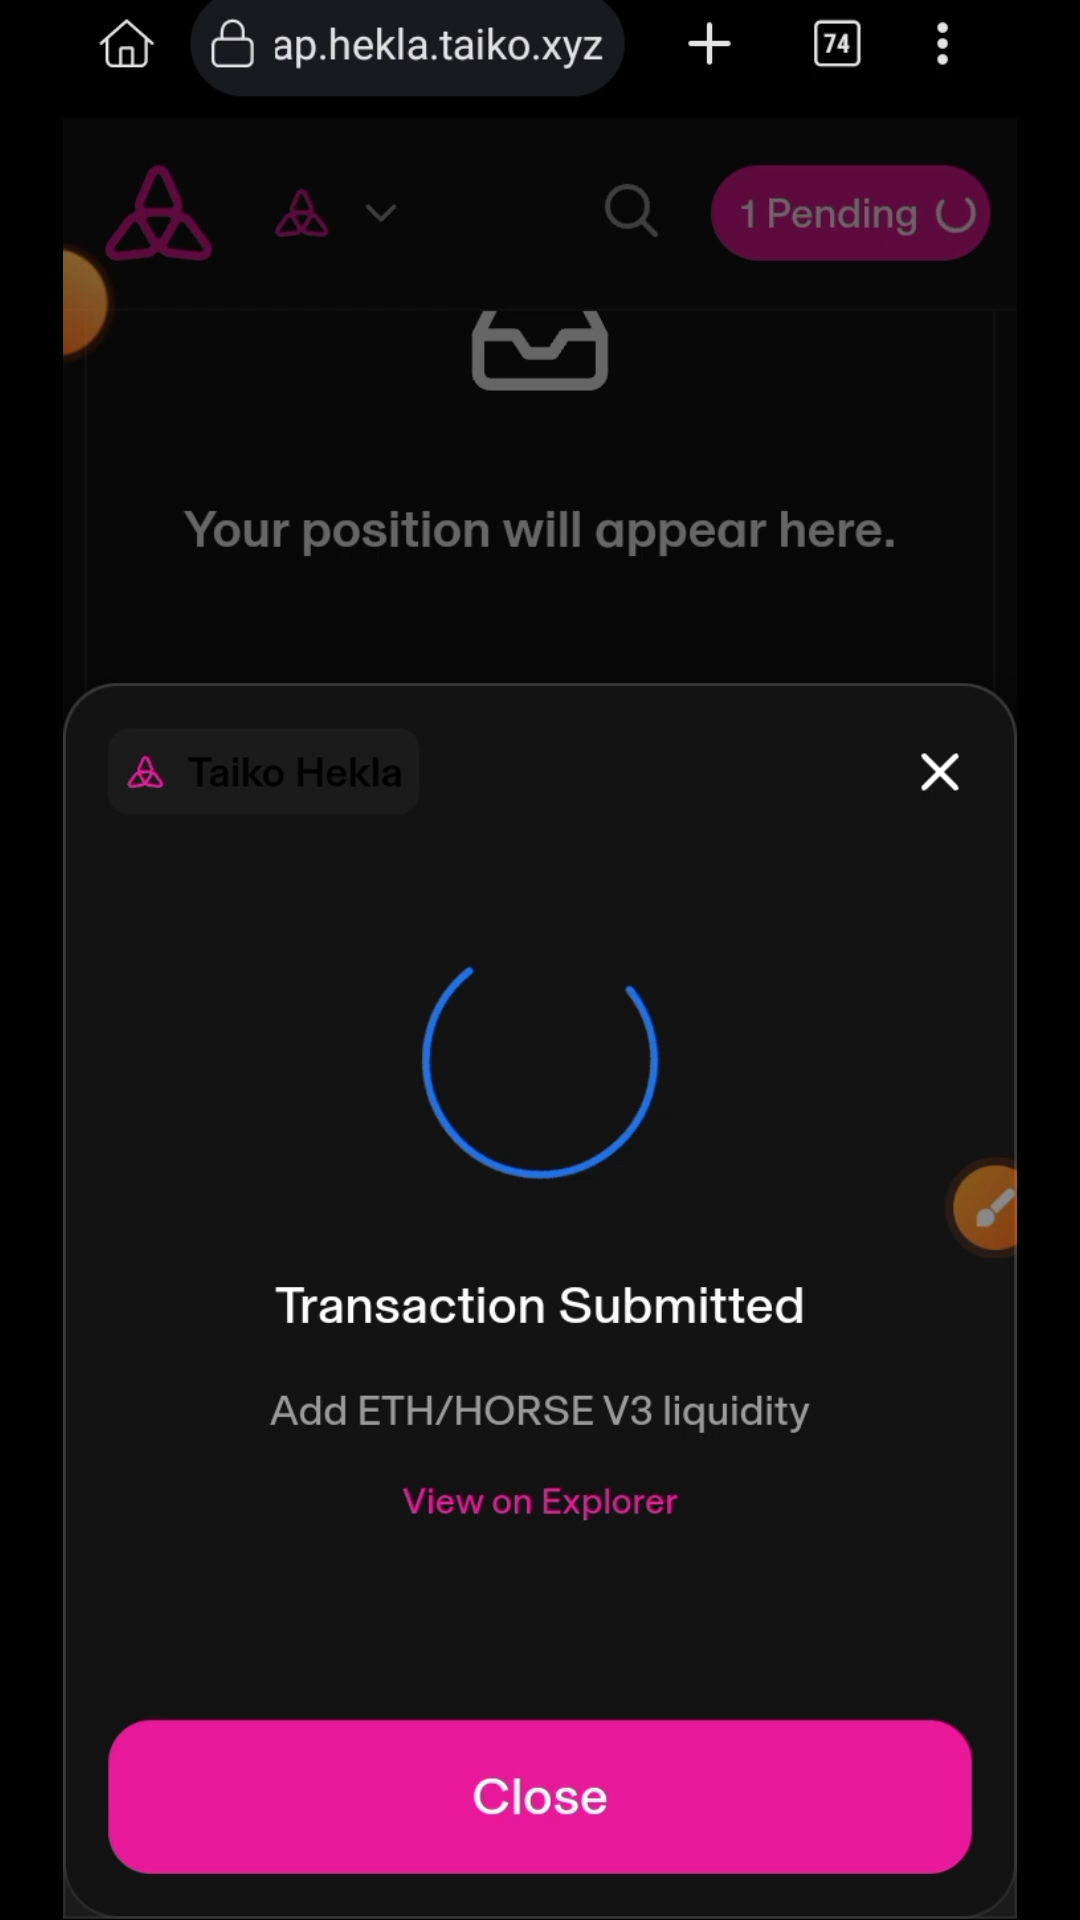 ap.hekla.taiko.xyz
74
1 Pending
Your position will appear here.
Taiko Hekla
Transaction Submitted
Add ETH/HORSE V3 liquidity
View on Explorer
Close